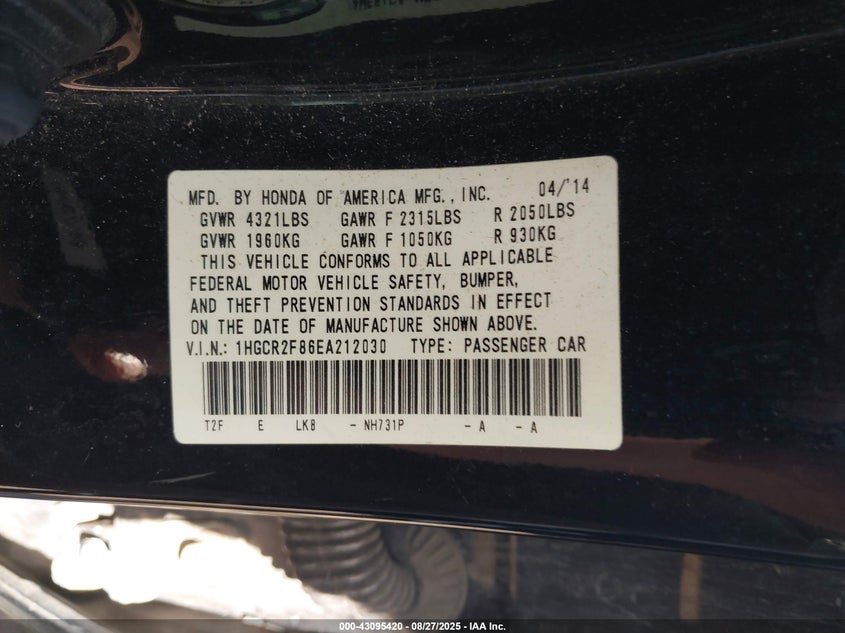 MFD. BY HONDA OF AMERICA MFG., INC. 04/'14
GVWR 4321LBS GAWR F 2315LBS R 2050LBS
GVWR 1960KG GAWR F 1050KG R 930KG
THIS VEHICLE CONFORMS TO ALL APPLICABLE
FEDERAL MOTOR VEHICLE SAFETY, BUMPER,
AND THEFT PREVENTION STANDARDS IN EFFECT
ON THE DATE OF MANUFACTURE SHOWN ABOVE.
V.I.N.: 1HGCR2F86EA212030 TYPE: PASSENGER CAR
T2F E LK8 - NH731P - A - A
000-43095420 - 08/27/2025 - IAA Inc.